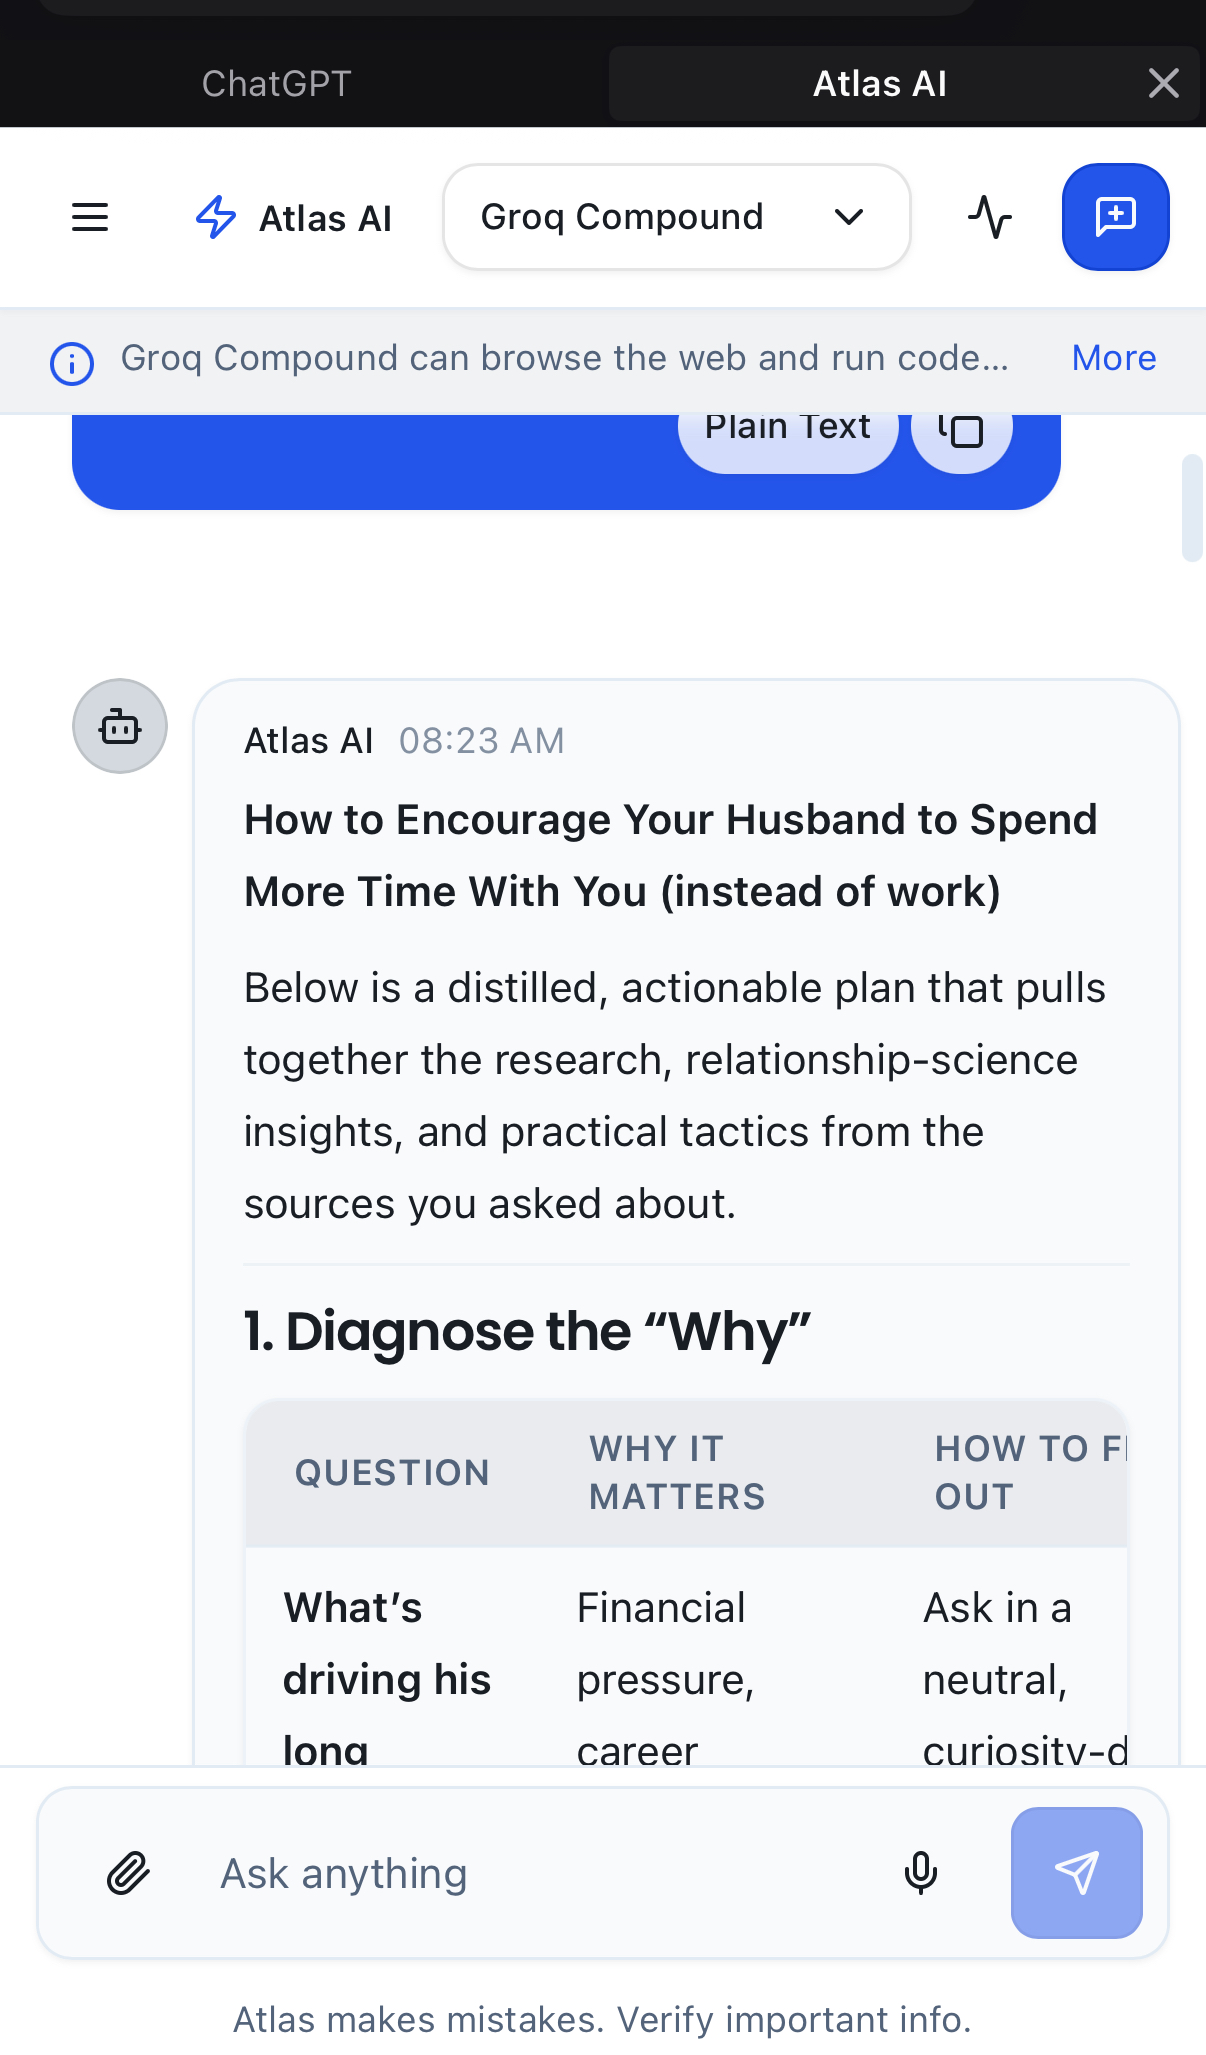 ChatGPT
Atlas AI
Atlas AI
Groq Compound
Groq Compound can browse the web and run code...
More
Plain Text
Atlas AI 08:23 AM
How to Encourage Your Husband to Spend
More Time With You (instead of work)
Below is a distilled, actionable plan that pulls
together the research, relationship-science
insights, and practical tactics from the
sources you asked about.
1. Diagnose the “Why”
QUESTION
WHY IT
MATTERS
HOW TO
OUT
What’s
driving his
long
Financial
pressure,
career
Ask in a
neutral,
curiosity-d
Ask anything
Atlas makes mistakes. Verify important info.